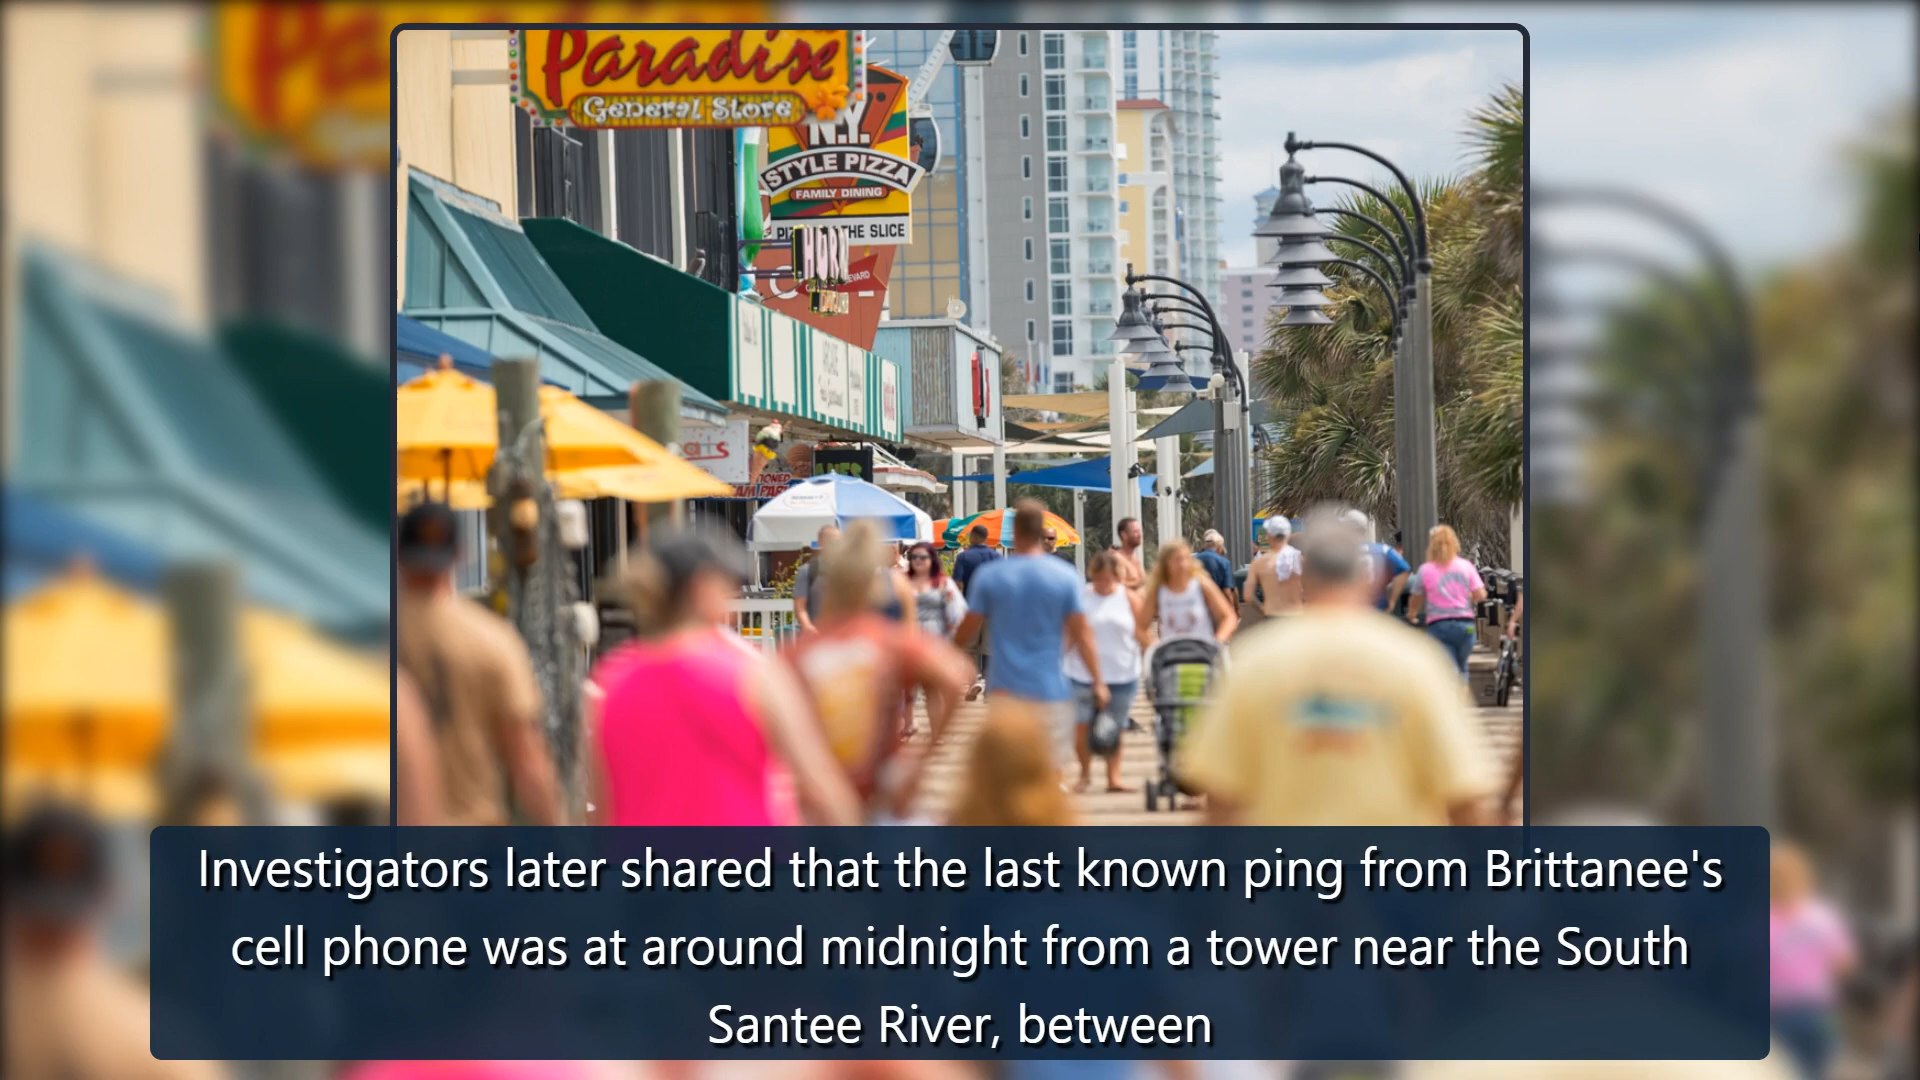 Paradise
General Store
N.Y.
STYLE PIZZA
FAMILY DINING
THE SLICE
Investigators later shared that the last known ping from Brittanee's
cell phone was at around midnight from a tower near the South
Santee River, between